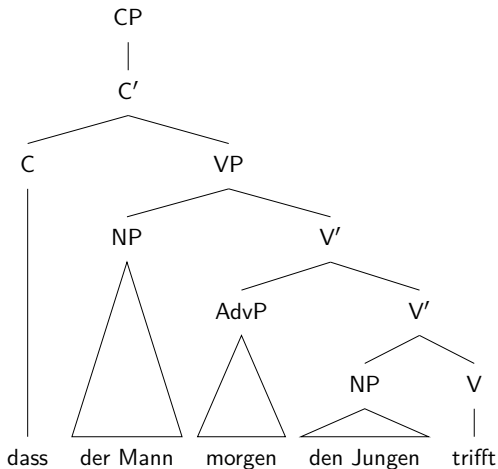 CP
C′
C VP
NP V′
AdvP V′
NP V
dass der Mann morgen den Jungen trifft